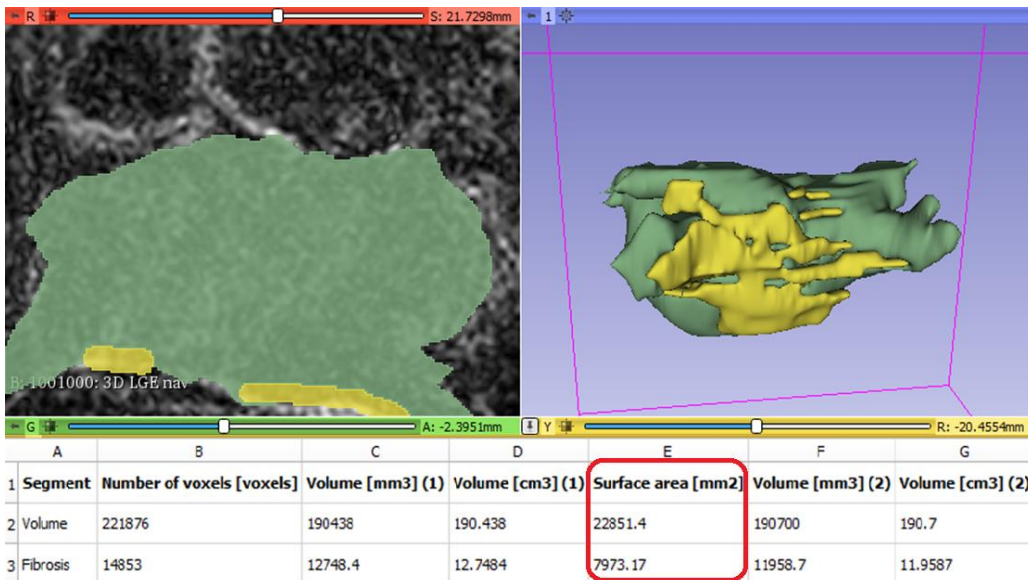 R S: 21.7298mm 1
B: 1001000: 3D LGE nav
G A: -2.3951mm Y R: -20.4554mm
A B C D E F G
1 Segment Number of voxels [voxels] Volume [mm3] (1) Volume [cm3] (1) Surface area [mm2] Volume [mm3] (2) Volume [cm3] (2)
2 Volume 221876 190438 190.438 22851.4 190700 190.7
3 Fibrosis 14853 12748.4 12.7484 7973.17 11958.7 11.9587